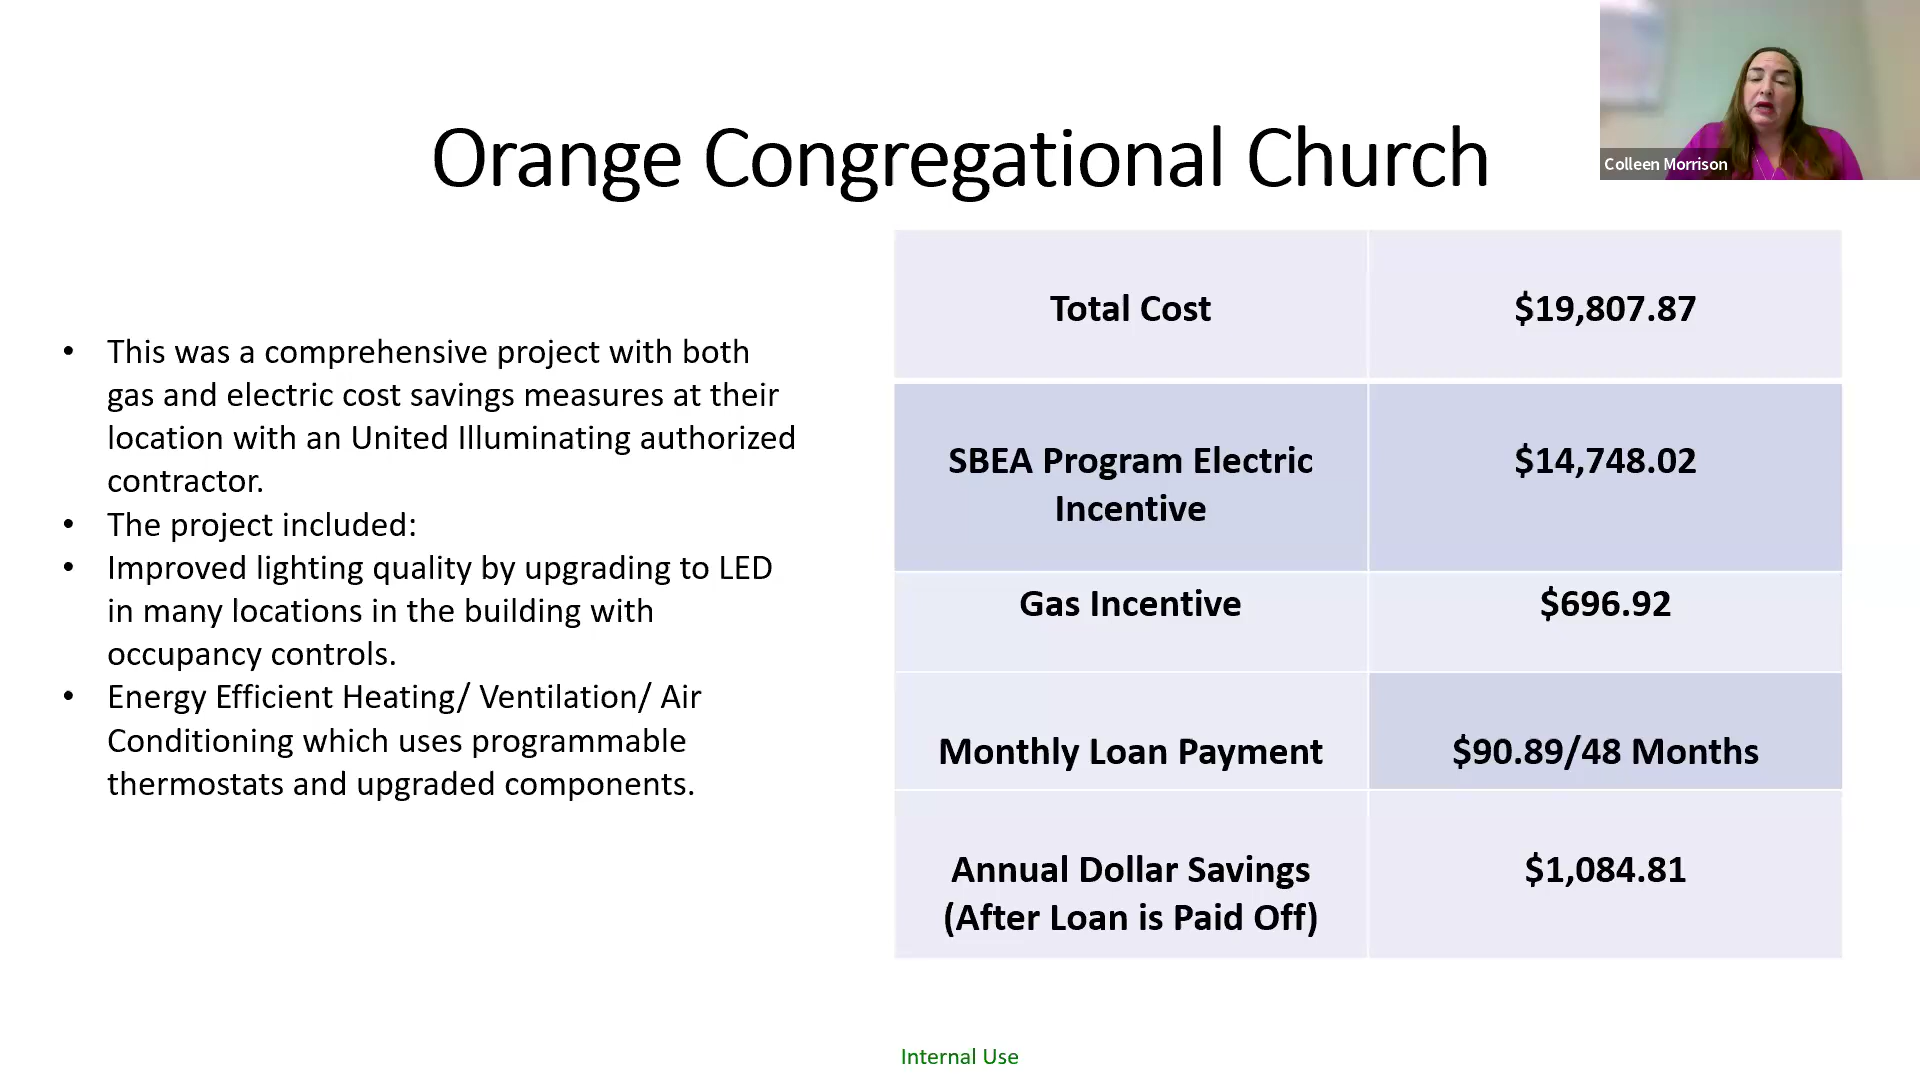 Colleen Morrison
Orange Congregational Church
• This was a comprehensive project with both
gas and electric cost savings measures at their
location with an United Illuminating authorized
contractor.
• The project included:
• Improved lighting quality by upgrading to LED
in many locations in the building with
occupancy controls.
• Energy Efficient Heating/ Ventilation/ Air
Conditioning which uses programmable
thermostats and upgraded components.
Total Cost
$19,807.87
SBEA Program Electric
Incentive
$14,748.02
Gas Incentive
$696.92
Monthly Loan Payment
$90.89/48 Months
Annual Dollar Savings
(After Loan is Paid Off)
$1,084.81
Internal Use